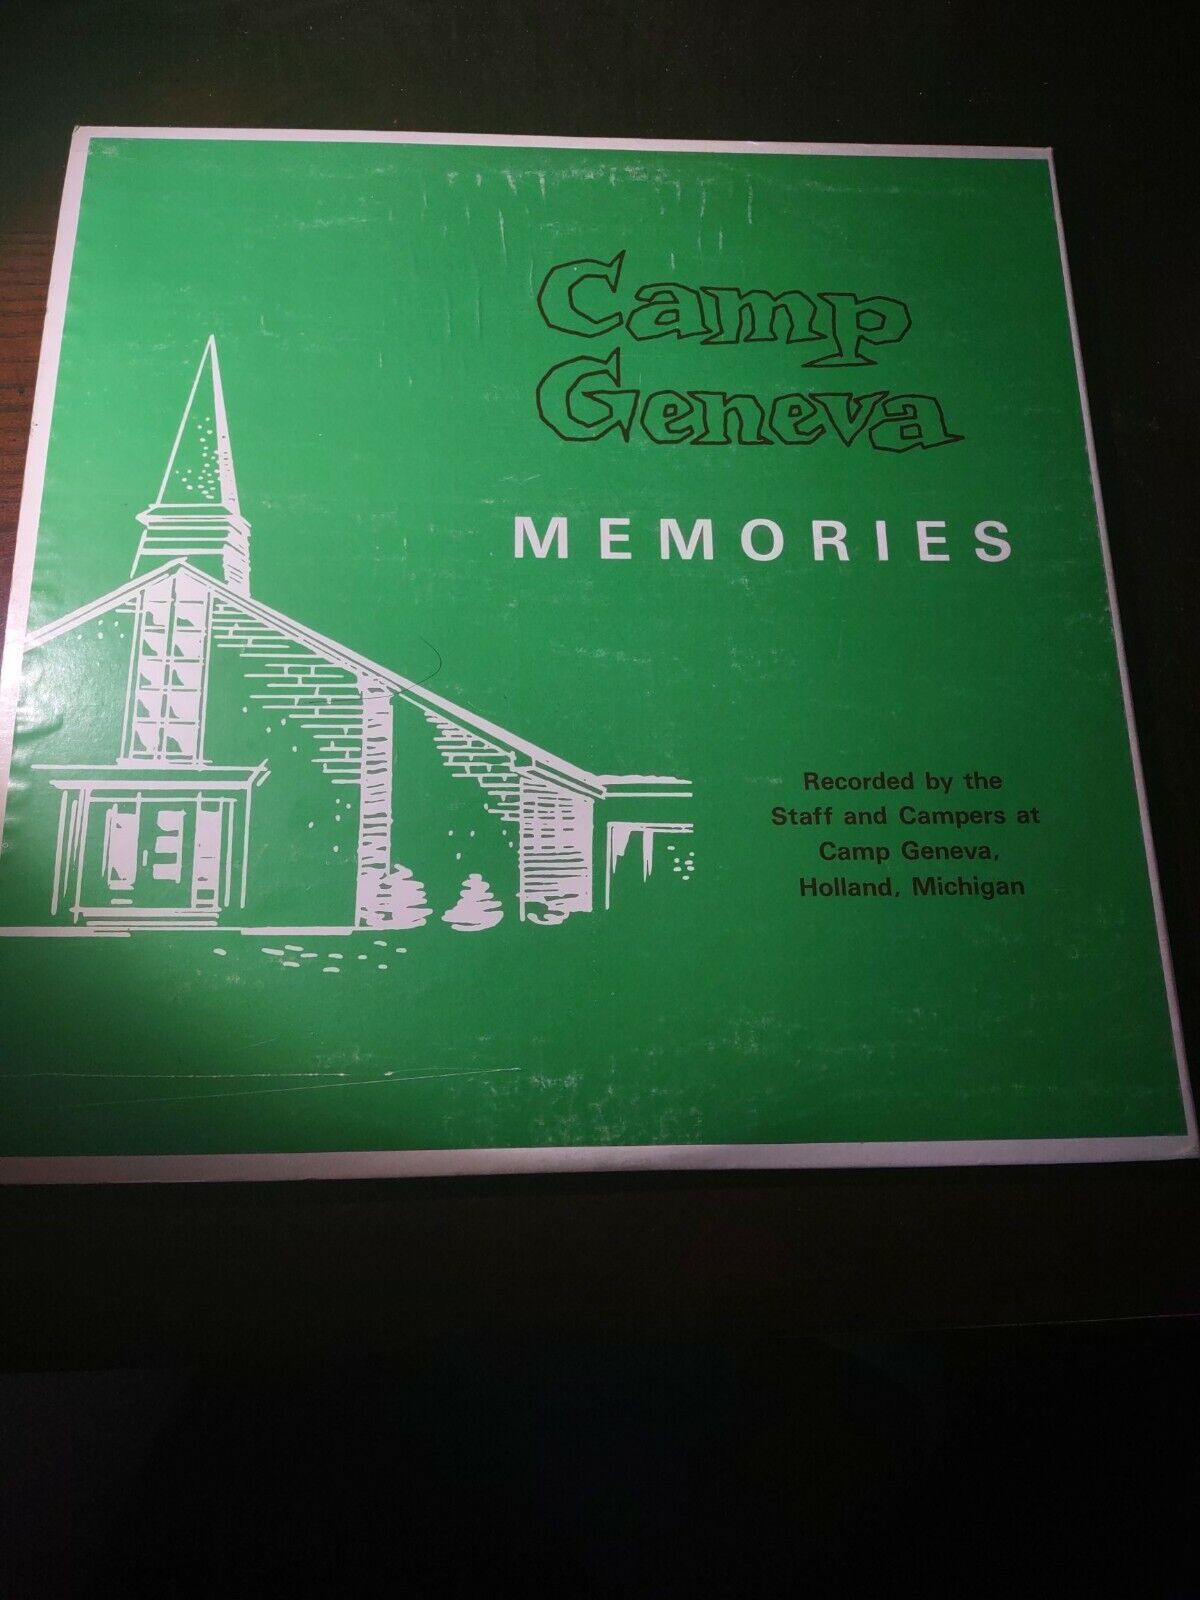 Camp
Geneva
MEMORIES
Recorded by the
Staff and Campers at
Camp Geneva,
Holland, Michigan